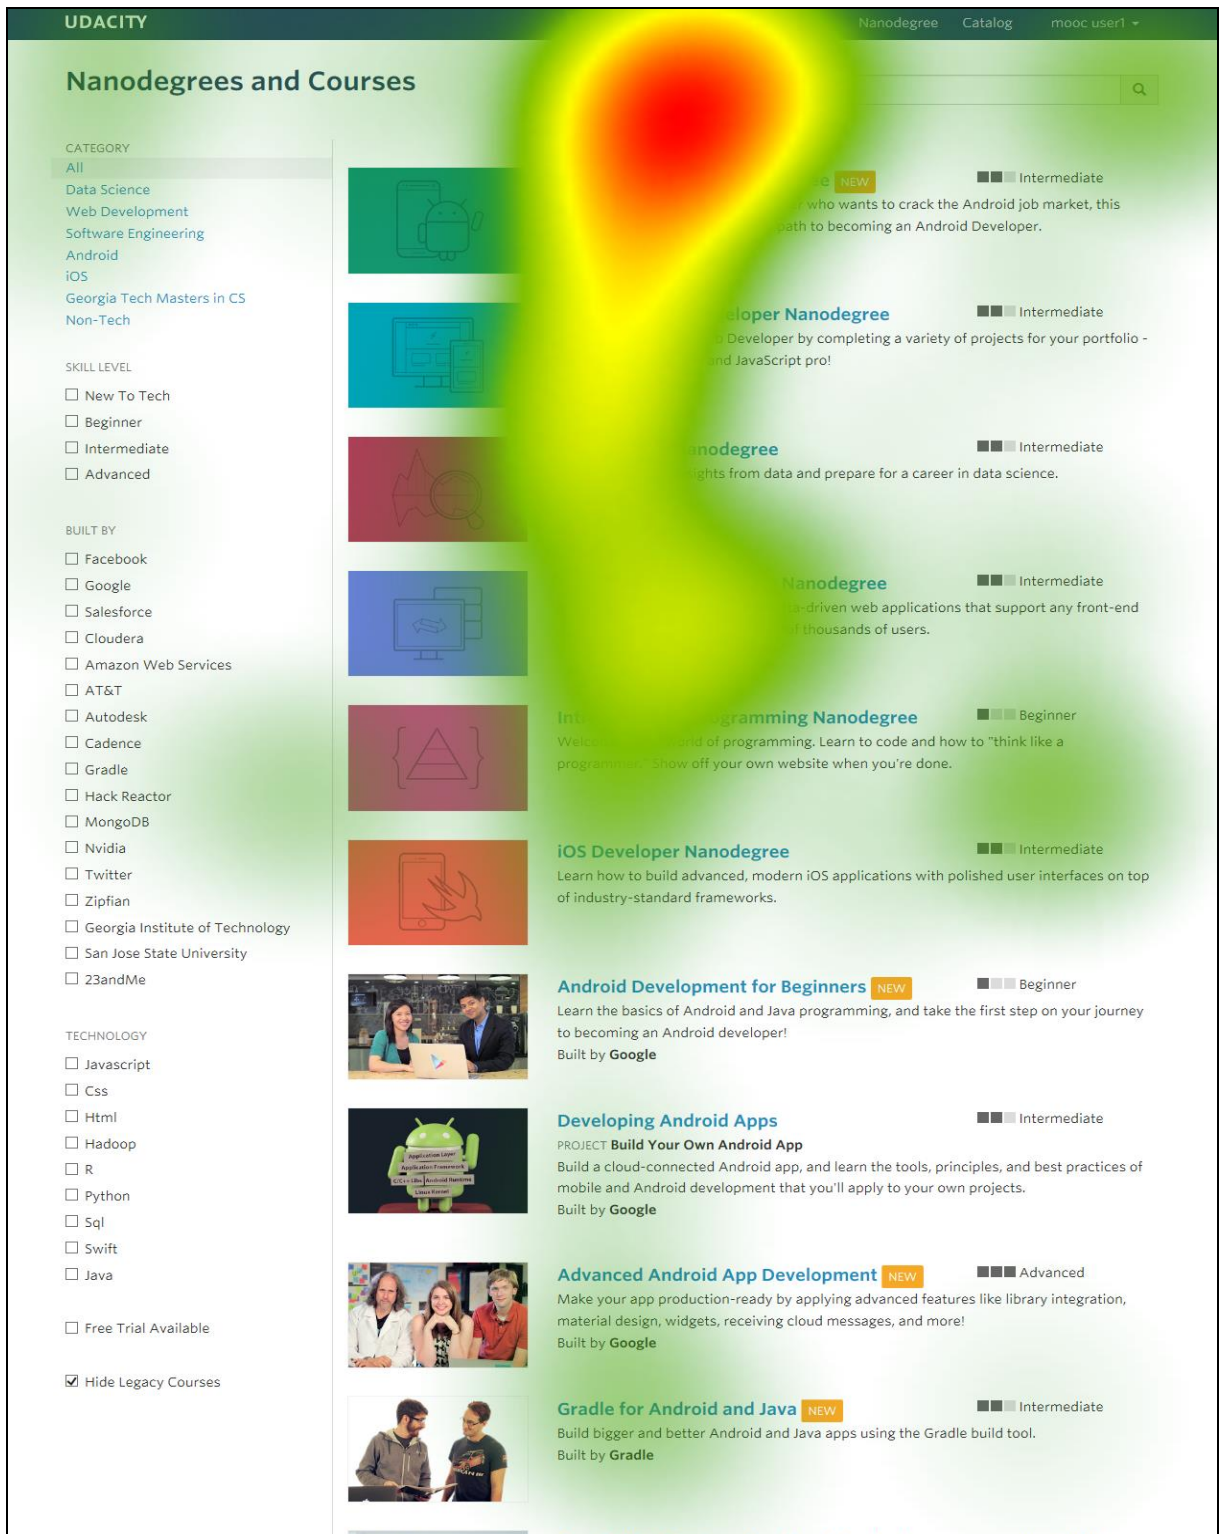 UDACITY
Nanodegree Catalog mooc user1
Nanodegrees and Courses
CATEGORY
All
Data Science
Web Development
Software Engineering
Android
iOS
Georgia Tech Masters in CS
Non-Tech
SKILL LEVEL
New To Tech
Beginner
Intermediate
Advanced
BUILT BY
Facebook
Google
Salesforce
Cloudera
Amazon Web Services
AT&T
Autodesk
Cadence
Gradle
Hack Reactor
MongoDB
Nvidia
Twitter
Zipfian
Georgia Institute of Technology
San Jose State University
23andMe
TECHNOLOGY
Javascript
Css
Html
Hadoop
R
Python
Sql
Swift
Java
Free Trial Available
Hide Legacy Courses
NEW Intermediate
who wants to crack the Android job market, this
path to becoming an Android Developer.
Nanodegree Intermediate
Developer by completing a variety of projects for your portfolio -
and JavaScript pro!
Intermediate
from data and prepare for a career in data science.
Nanodegree Intermediate
web applications that support any front-end
thousands of users.
Programming Nanodegree Beginner
of programming. Learn to code and how to "think like a
programmer." Show off your own website when you're done.
iOS Developer Nanodegree Intermediate
Learn how to build advanced, modern iOS applications with polished user interfaces on top
of industry-standard frameworks.
Android Development for Beginners NEW Beginner
Learn the basics of Android and Java programming, and take the first step on your journey
to becoming an Android developer!
Built by Google
Application Layer
Application Framework
C/C++ Libs Android Runtime
Linux Kernel
Developing Android Apps Intermediate
PROJECT Build Your Own Android App
Build a cloud-connected Android app, and learn the tools, principles, and best practices of
mobile and Android development that you'll apply to your own projects.
Built by Google
Advanced Android App Development NEW Advanced
Make your app production-ready by applying advanced features like library integration,
material design, widgets, receiving cloud messages, and more!
Built by Google
Gradle for Android and Java NEW Intermediate
Build bigger and better Android and Java apps using the Gradle build tool.
Built by Gradle